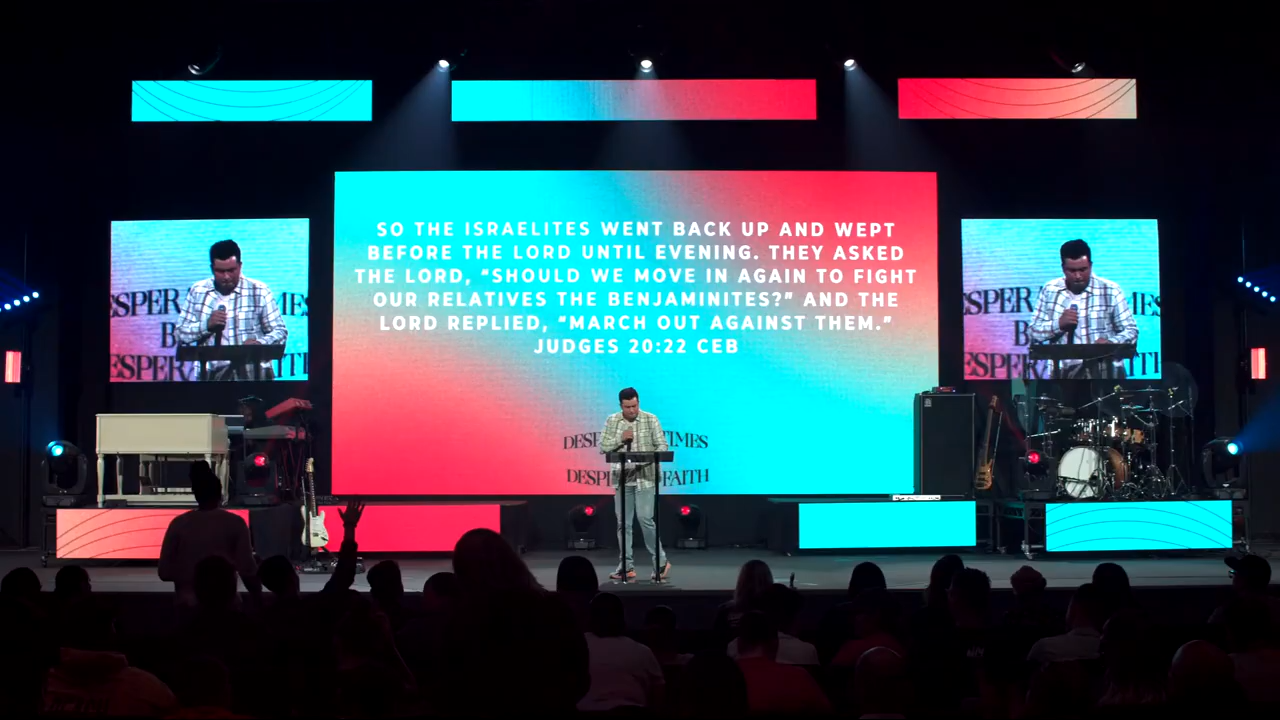 SO THE ISRAELITES WENT BACK UP AND WEPT
BEFORE THE LORD UNTIL EVENING. THEY ASKED
THE LORD, “SHOULD WE MOVE IN AGAIN TO FIGHT
OUR RELATIVES THE BENJAMINITES?” AND THE
LORD REPLIED, “MARCH OUT AGAINST THEM.”
JUDGES 20:22 CEB